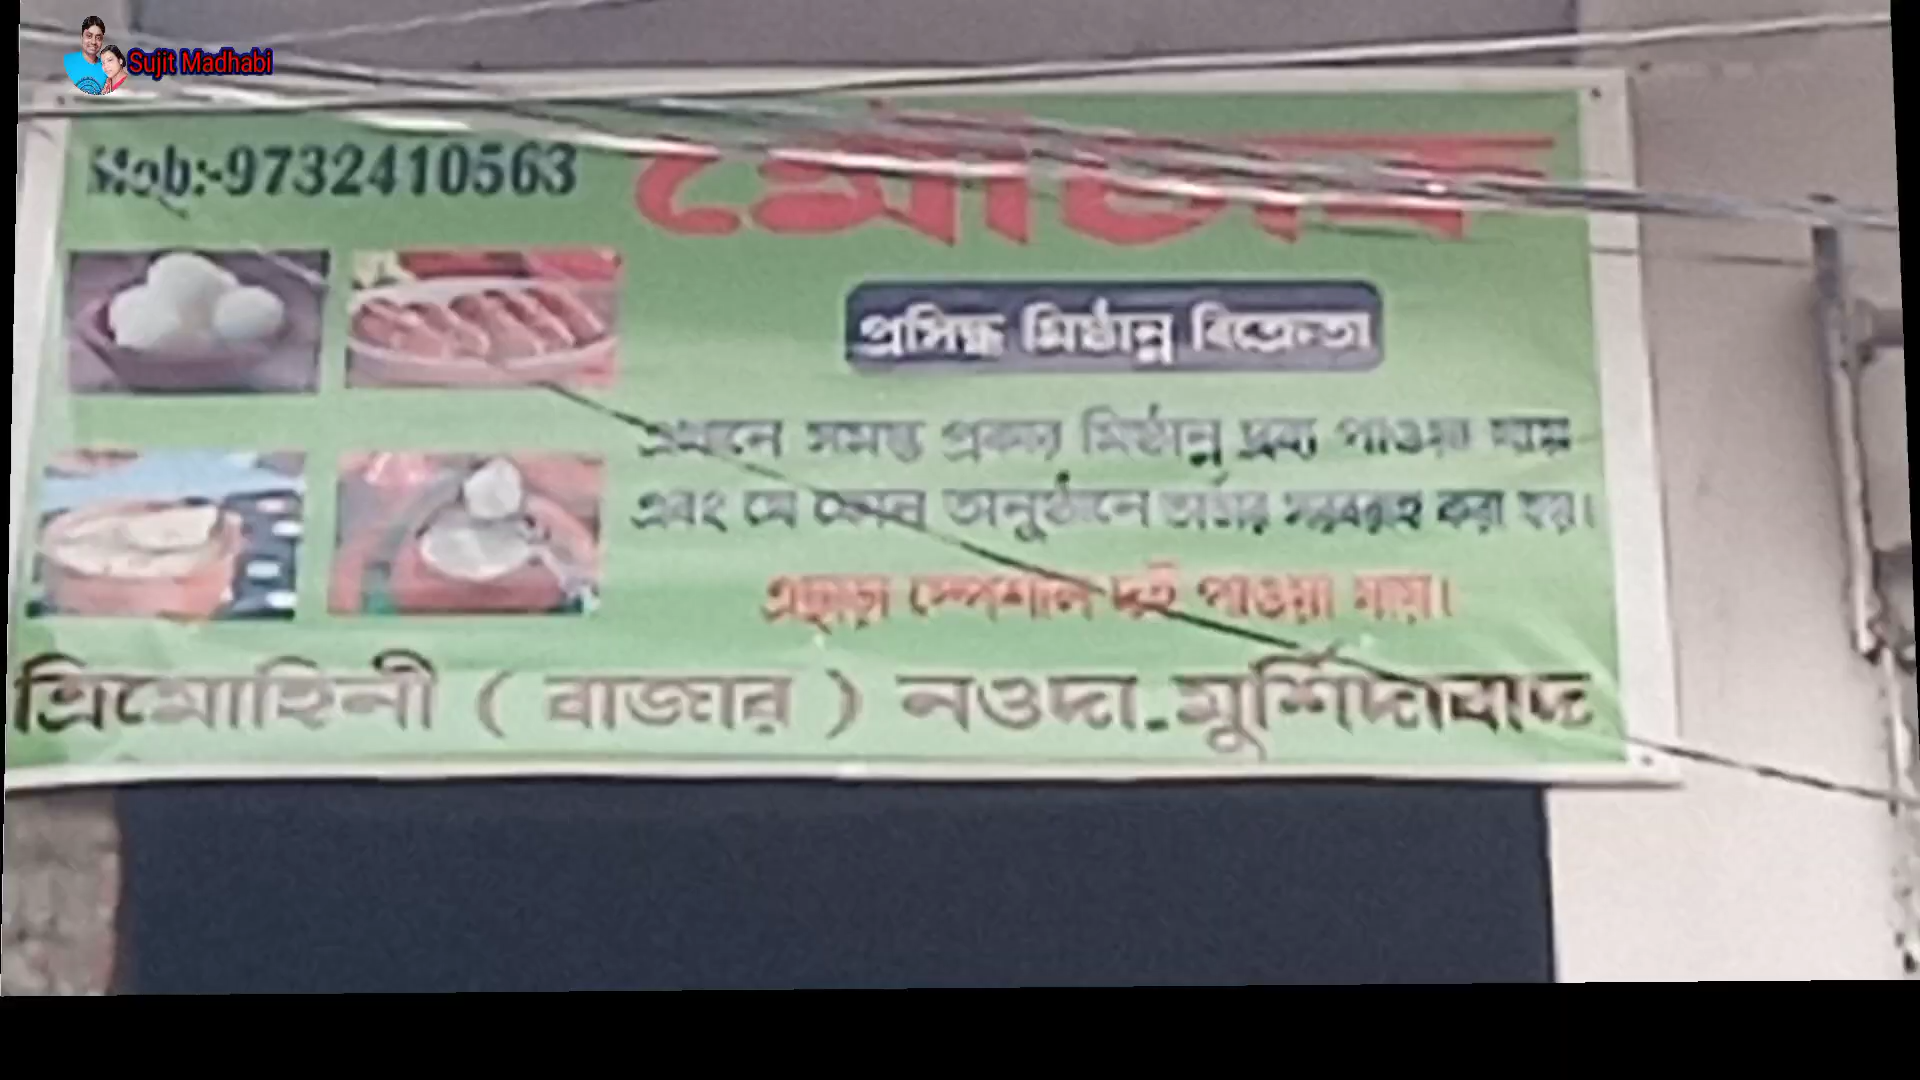 Sujit Madhabi
Mob:-9732410563
প্রসিদ্ধ মিষ্ঠান্ন বিক্রেতা
এখানে সমস্ত প্রকার মিষ্ঠান্ন দ্রব্য পাওয়া যায়
এবং যে কোন অনুষ্ঠানে অর্ডার সরবরাহ করা হয়।
এছাড়া স্পেশাল দই পাওয়া যায়।
ত্রিমোহিনী ( বাজার ) নওদা.মুর্শিদাবাদ